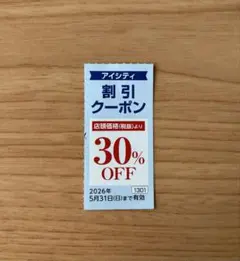 アイシティ
割引
クーポン
店頭価格(税抜)より
30%
OFF
2026年 1301
5月31日(日)まで有効